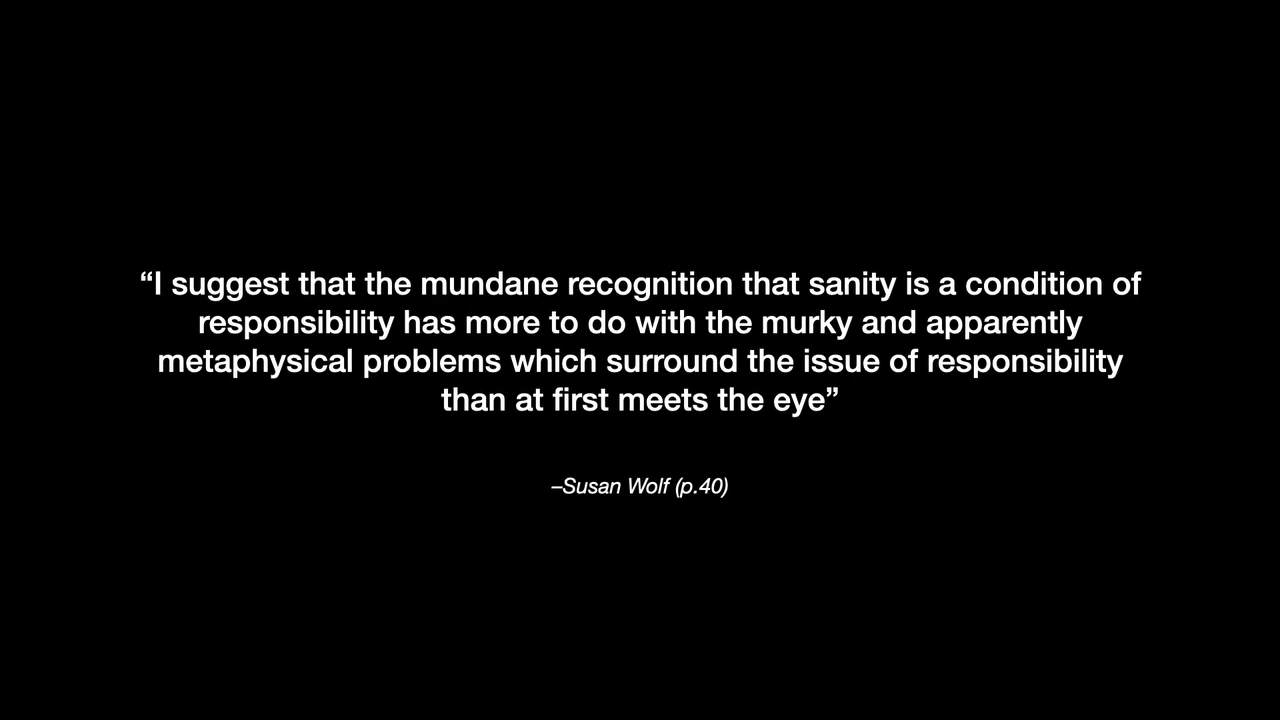 “I suggest that the mundane recognition that sanity is a condition of
responsibility has more to do with the murky and apparently
metaphysical problems which surround the issue of responsibility
than at first meets the eye”
–Susan Wolf (p.40)